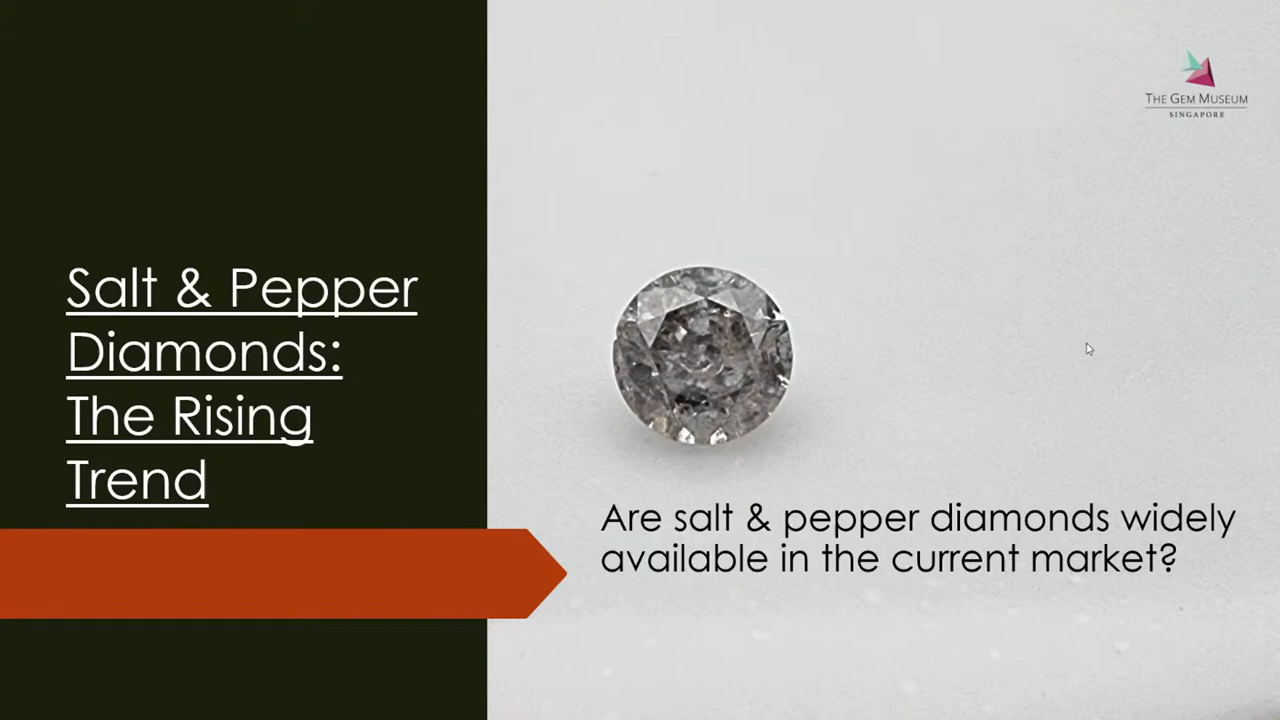 THE GEM MUSEUM
SINGAPORE
Salt & Pepper
Diamonds:
The Rising
Trend
Are salt & pepper diamonds widely
available in the current market?